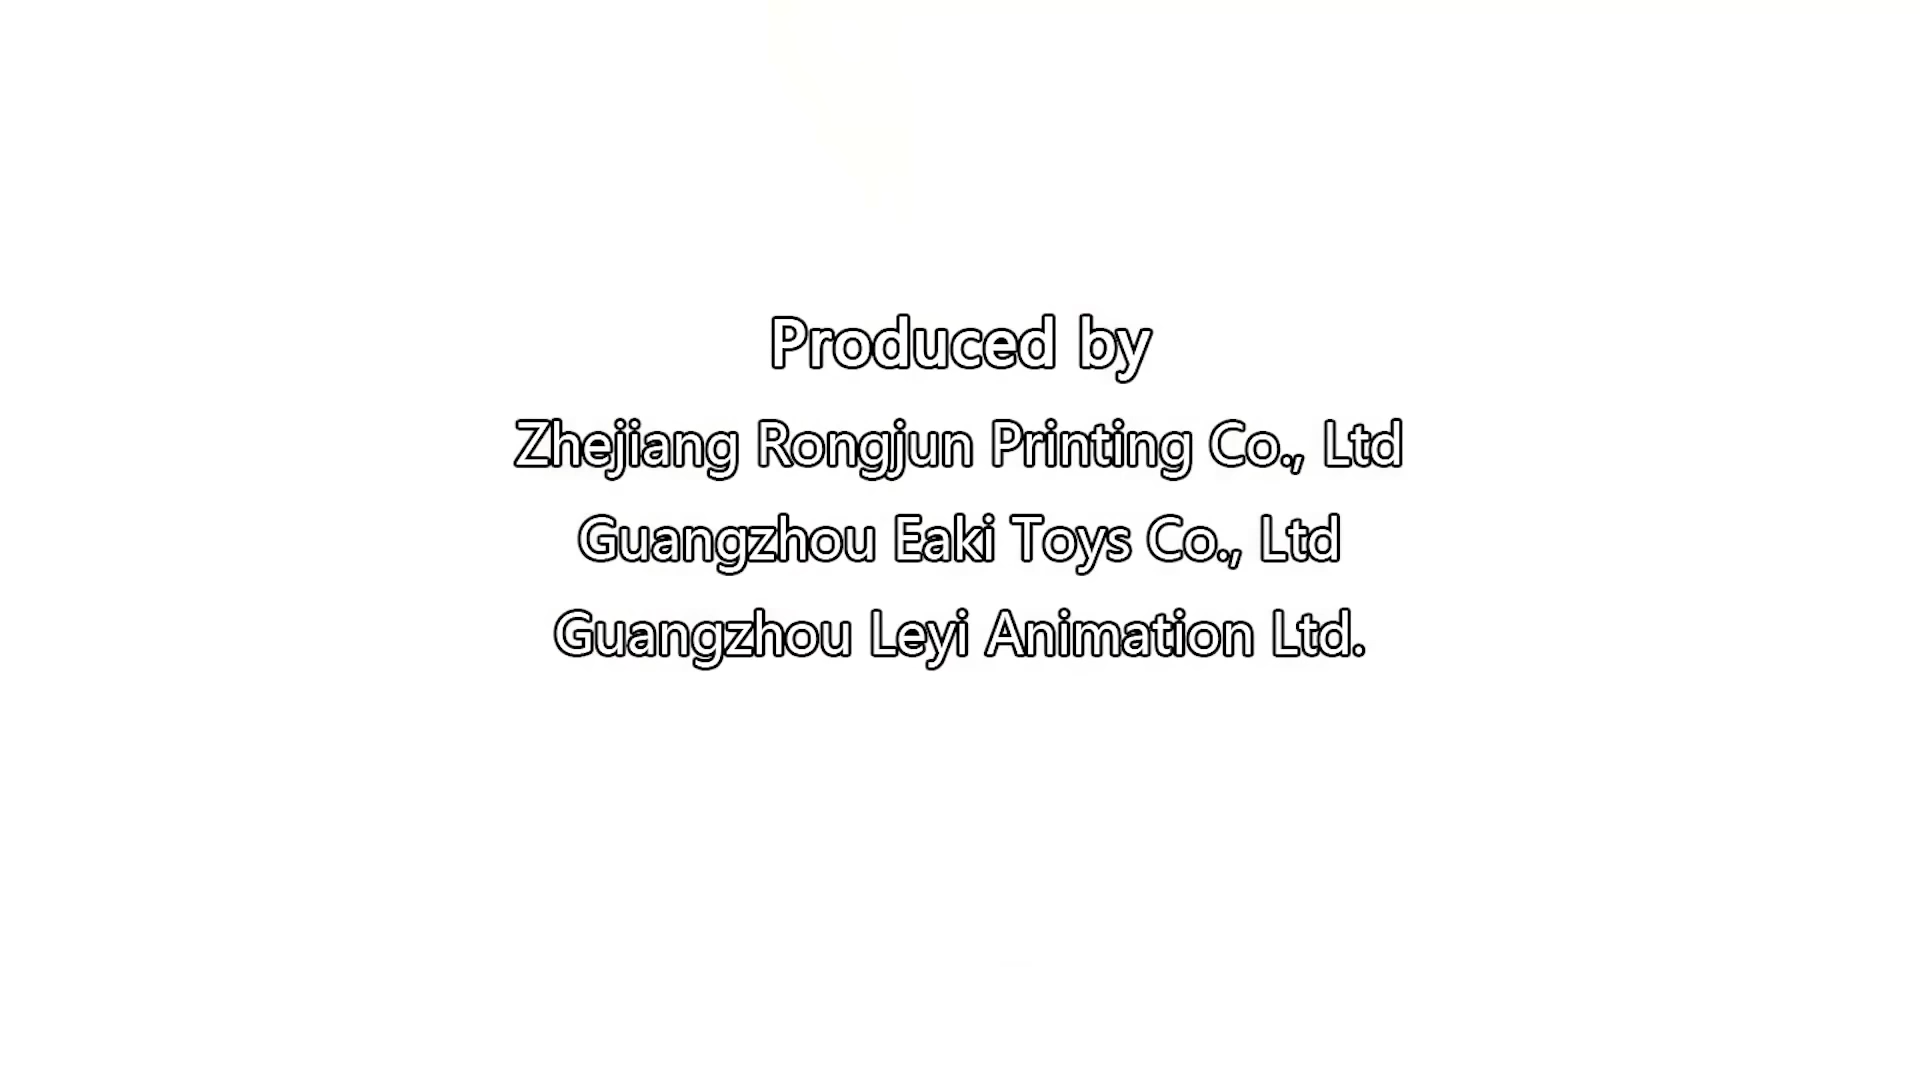 Produced by
Zhejiang Rongjun Printing Co., Ltd
Guangzhou Eaki Toys Co., Ltd
Guangzhou Leyi Animation Ltd.